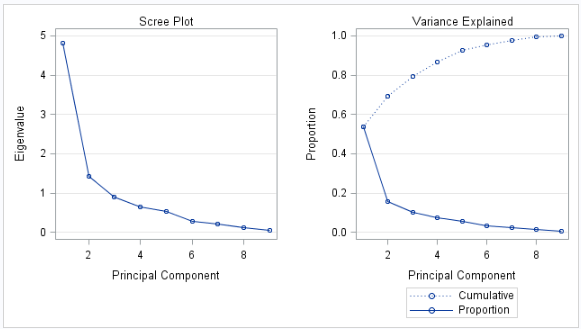 Scree Plot
5
4
3
2
1
0
Eigenvalue
2 4 6 8
Principal Component
Variance Explained
1.0
0.8
0.6
0.4
0.2
0.0
Proportion
2 4 6 8
Principal Component
Cumulative
Proportion